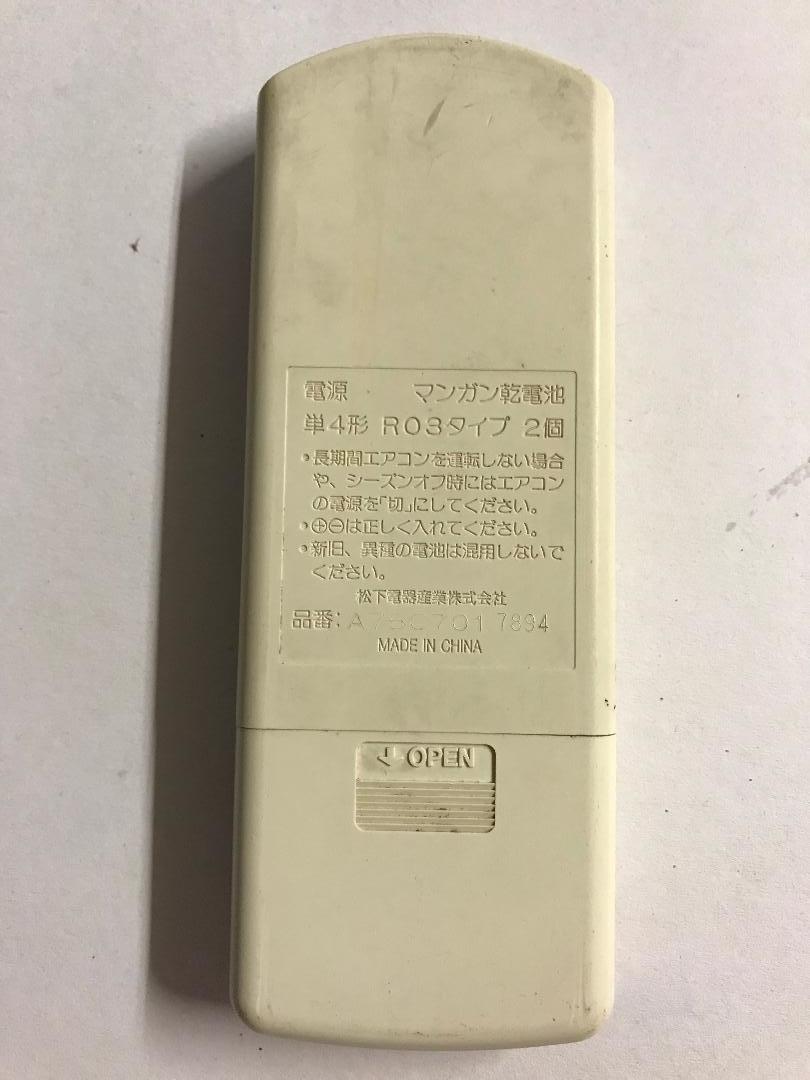 電源 マンガン乾電池
単4形 R03タイプ 2個
•長期間エアコンを運転しない場合
や、シーズンオフ時にはエアコン
の電源を「切」にしてください。
•⊕⊖は正しく入れてください。
•新旧、異種の電池は混用しないで
ください。
松下電器産業株式会社
品番: A75C701 7894
MADE IN CHINA
OPEN